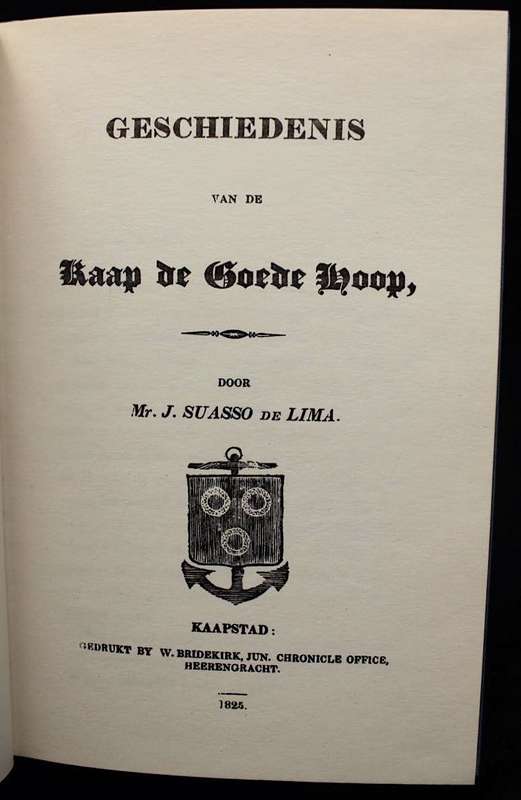 GESCHIEDENIS
VAN DE
Kaap de Goede Hoop,
DOOR
Mr. J. SUASSO DE LIMA.
KAAPSTAD:
GEDRUKT BY W. BRIDEKIRK, JUN. CHRONICLE OFFICE,
HEERENGRACHT.
1825.